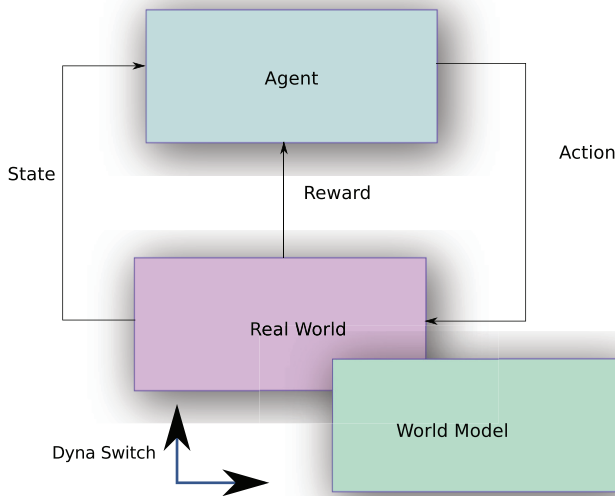 Agent
State
Action
Reward
Real World
World Model
Dyna Switch